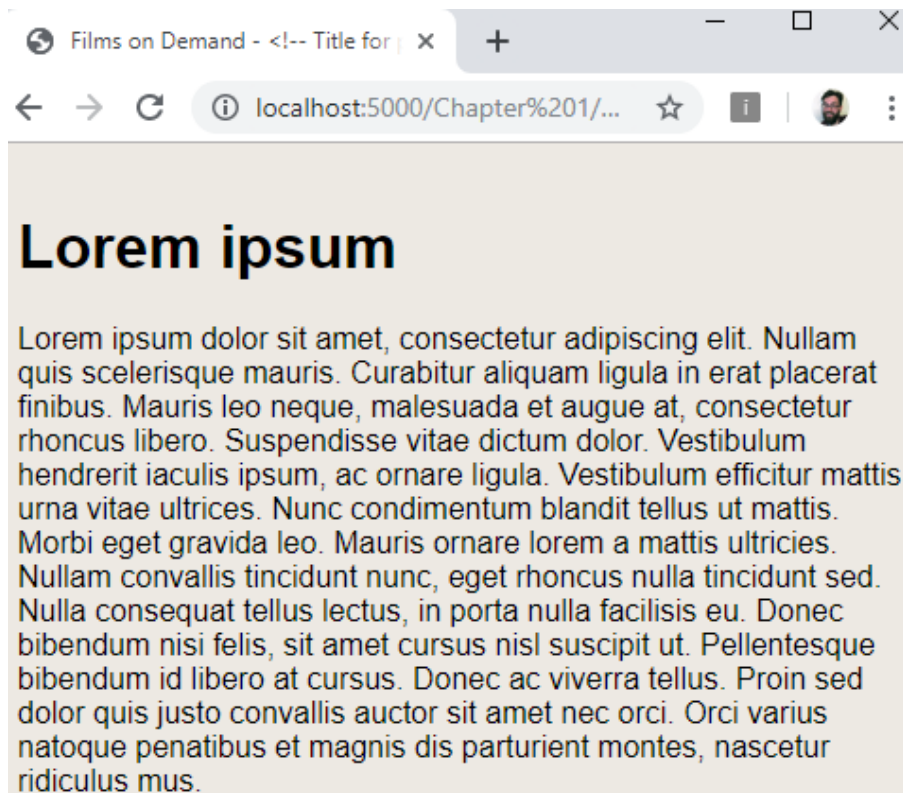 Films on Demand - <!-- Title for
localhost:5000/Chapter%201/...
Lorem ipsum
Lorem ipsum dolor sit amet, consectetur adipiscing elit. Nullam
quis scelerisque mauris. Curabitur aliquam ligula in erat placerat
finibus. Mauris leo neque, malesuada et augue at, consectetur
rhoncus libero. Suspendisse vitae dictum dolor. Vestibulum
hendrerit iaculis ipsum, ac ornare ligula. Vestibulum efficitur mattis
urna vitae ultrices. Nunc condimentum blandit tellus ut mattis.
Morbi eget gravida leo. Mauris ornare lorem a mattis ultricies.
Nullam convallis tincidunt nunc, eget rhoncus nulla tincidunt sed.
Nulla consequat tellus lectus, in porta nulla facilisis eu. Donec
bibendum nisi felis, sit amet cursus nisl suscipit ut. Pellentesque
bibendum id libero at cursus. Donec ac viverra tellus. Proin sed
dolor quis justo convallis auctor sit amet nec orci. Orci varius
natoque penatibus et magnis dis parturient montes, nascetur
ridiculus mus.